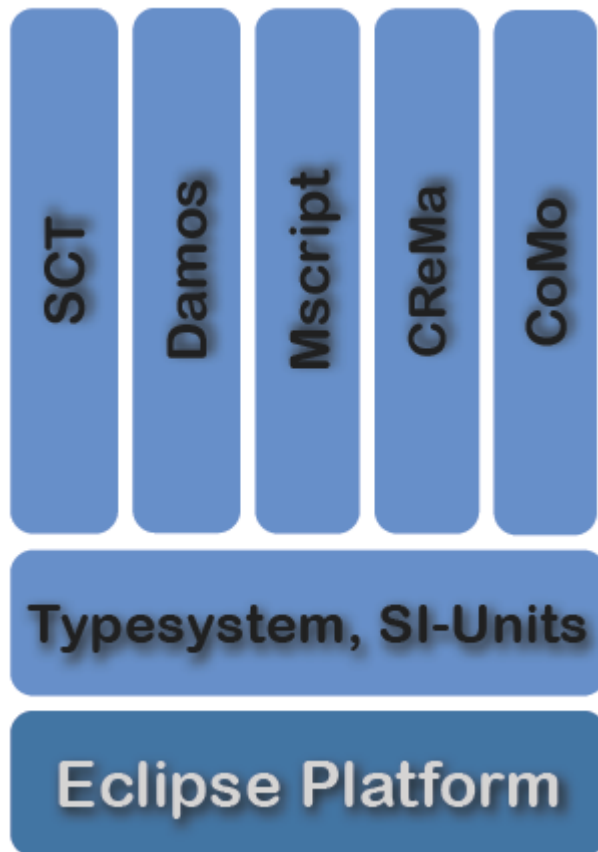 SCT
Damos
Mscript
CReMa
CoMo
Typesystem, SI-Units
Eclipse Platform